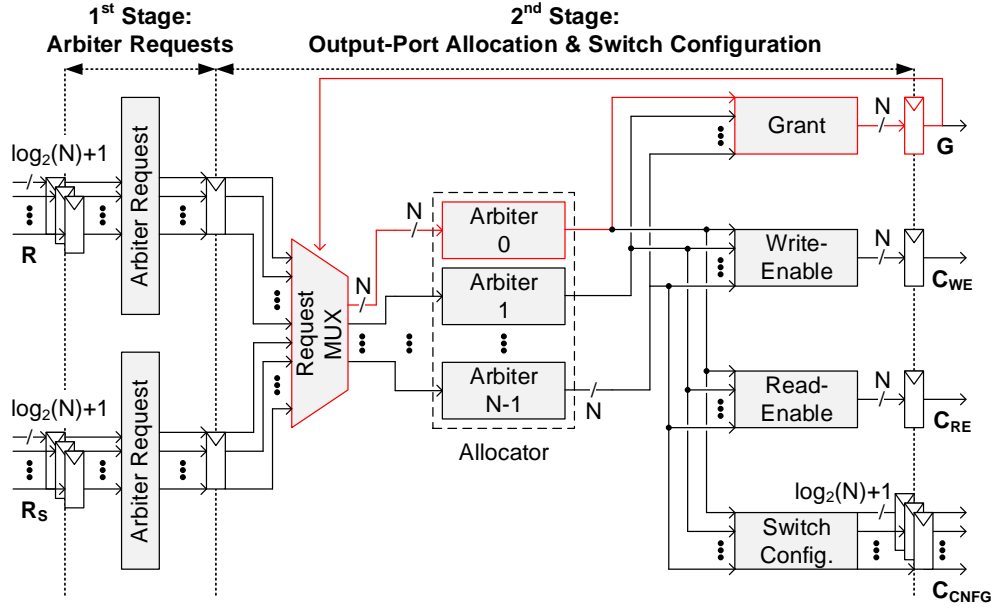 1st Stage:
Arbiter Requests
2nd Stage:
Output-Port Allocation & Switch Configuration
log2(N)+1
R
Arbiter Request
log2(N)+1
RS
Arbiter Request
Request
MUX
N
N
Arbiter
0
Arbiter
1
Arbiter
N-1
N
Allocator
Grant
N
G
Write-
Enable
N
CWE
Read-
Enable
N
CRE
log2(N)+1
Switch
Config.
CCNFG